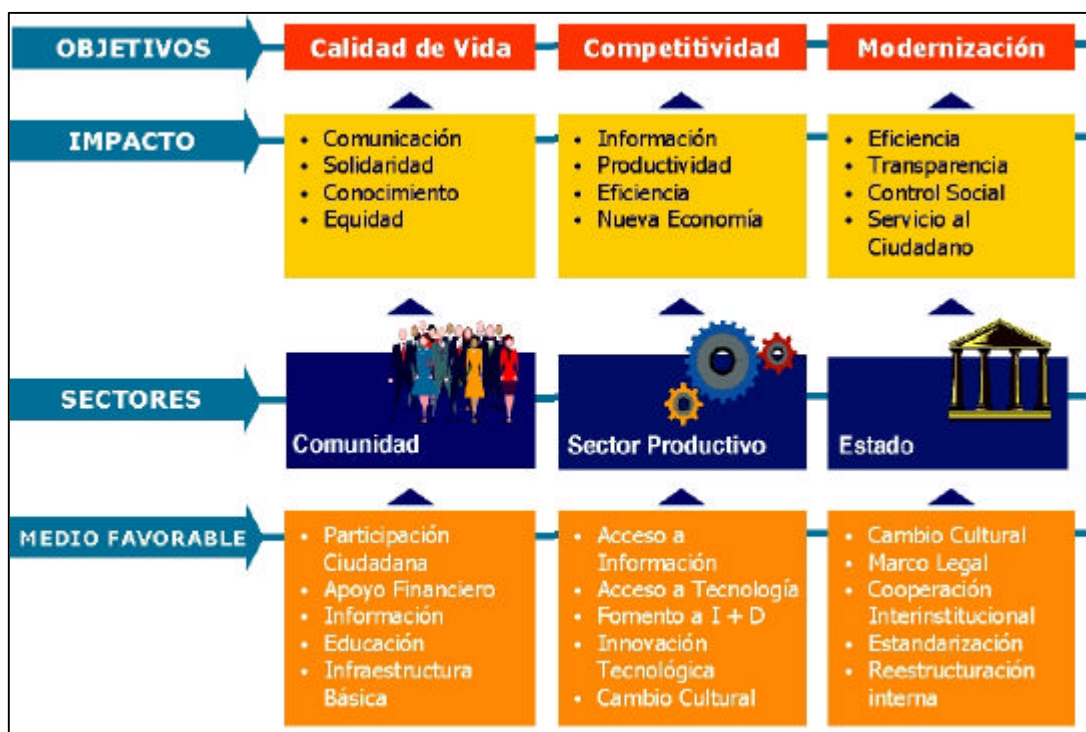 OBJETIVOS
Calidad de Vida
Competitividad
Modernización
IMPACTO
• Comunicación
• Solidaridad
• Conocimiento
• Equidad
• Información
• Productividad
• Eficiencia
• Nueva Economía
• Eficiencia
• Transparencia
• Control Social
• Servicio al
Ciudadano
SECTORES
Comunidad
Sector Productivo
Estado
MEDIO FAVORABLE
• Participación
Ciudadana
• Apoyo Financiero
• Información
• Educación
• Infraestructura
Básica
• Acceso a
Información
• Acceso a Tecnología
• Fomento a I + D
• Innovación
Tecnológica
• Cambio Cultural
• Cambio Cultural
• Marco Legal
• Cooperación
Interinstitucional
• Estandarización
• Reestructuración
interna